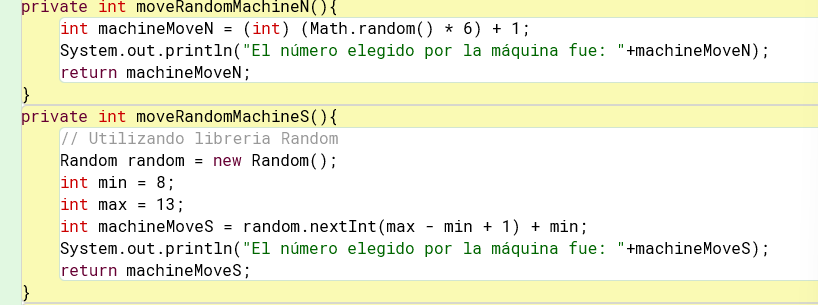 private int moveRandomMachineN(){
int machineMoveN = (int) (Math.random() * 6) + 1;
System.out.println("El número elegido por la máquina fue: "+machineMoveN);
return machineMoveN;
}
private int moveRandomMachineS(){
// Utilizando libreria Random
Random random = new Random();
int min = 8;
int max = 13;
int machineMoveS = random.nextInt(max - min + 1) + min;
System.out.println("El número elegido por la máquina fue: "+machineMoveS);
return machineMoveS;
}